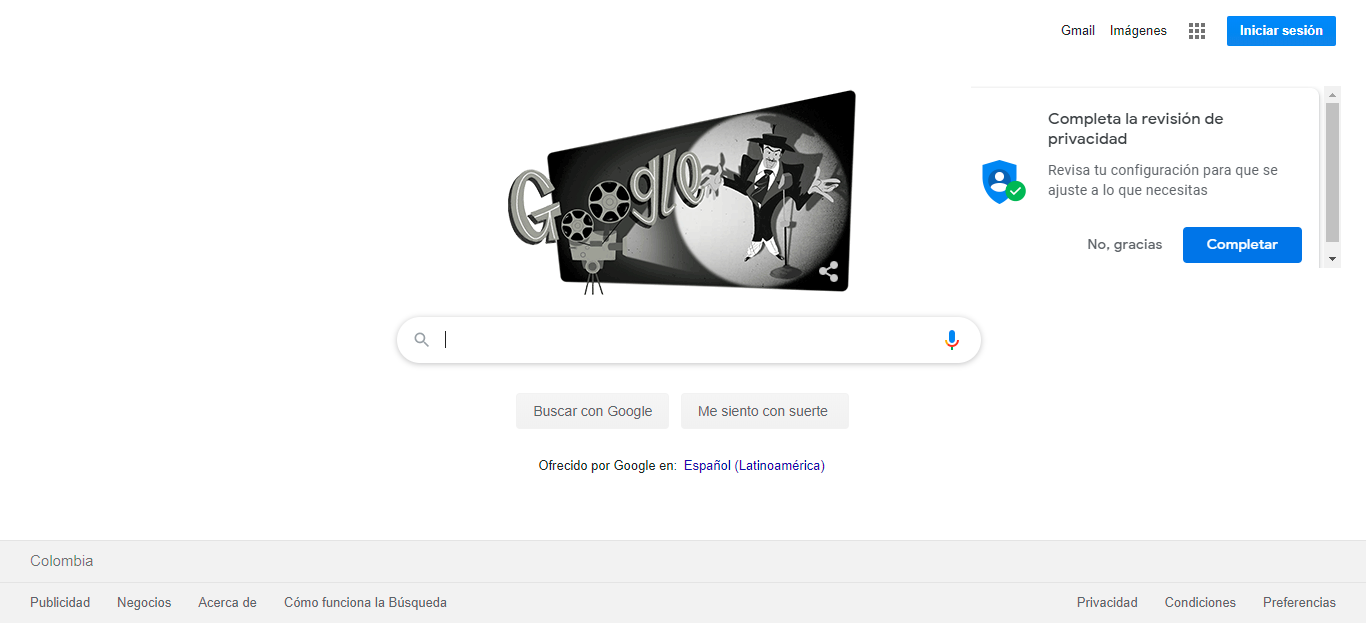 Gmail Imágenes Iniciar sesión
Google
Completa la revisión de
privacidad
Revisa tu configuración para que se
ajuste a lo que necesitas
No, gracias Completar
Buscar con Google Me siento con suerte
Ofrecido por Google en: Español (Latinoamérica)
Colombia
Publicidad Negocios Acerca de Cómo funciona la Búsqueda Privacidad Condiciones Preferencias